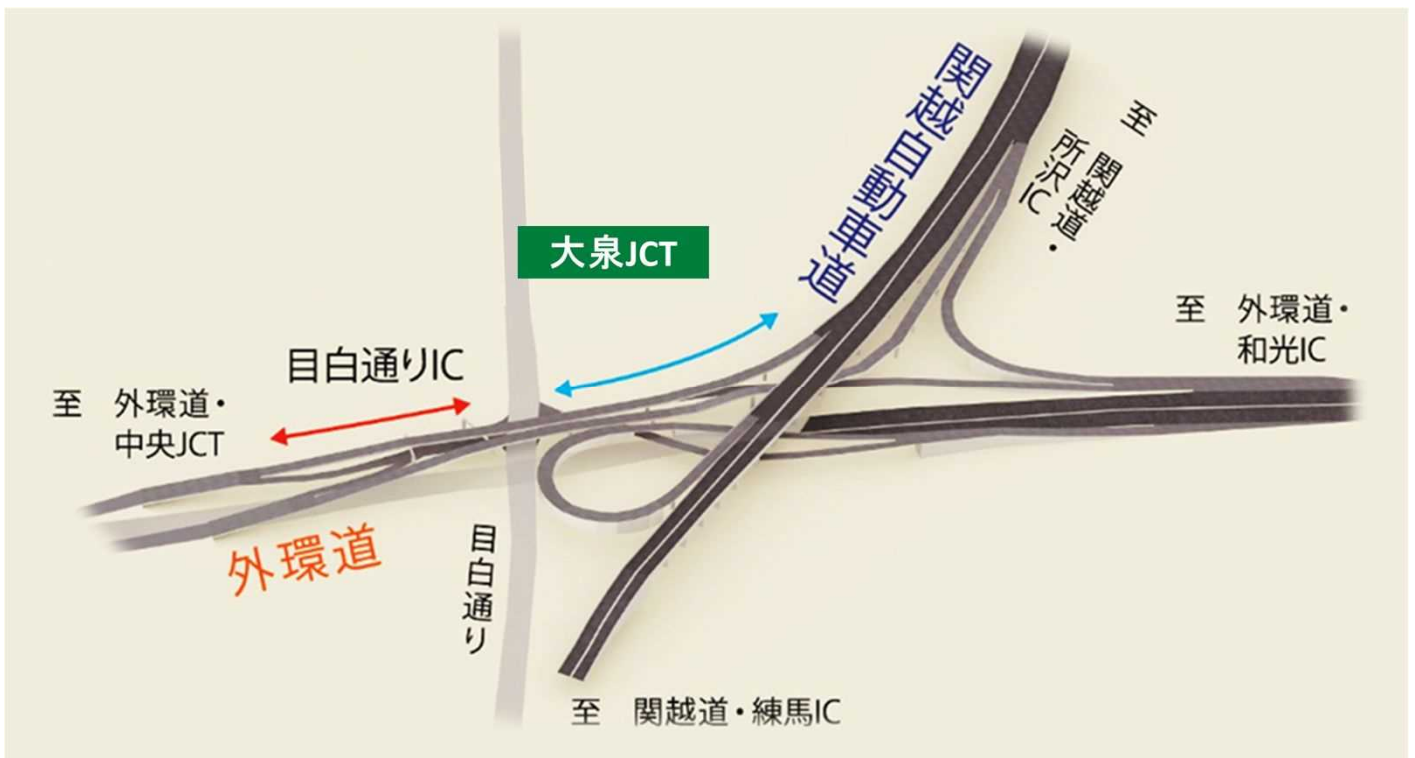 関越自動車道
至 関越道・
所沢IC
大泉JCT
至 外環道・
和光IC
目白通りIC
至 外環道・
中央JCT
外環道
目白通り
至 関越道・練馬IC